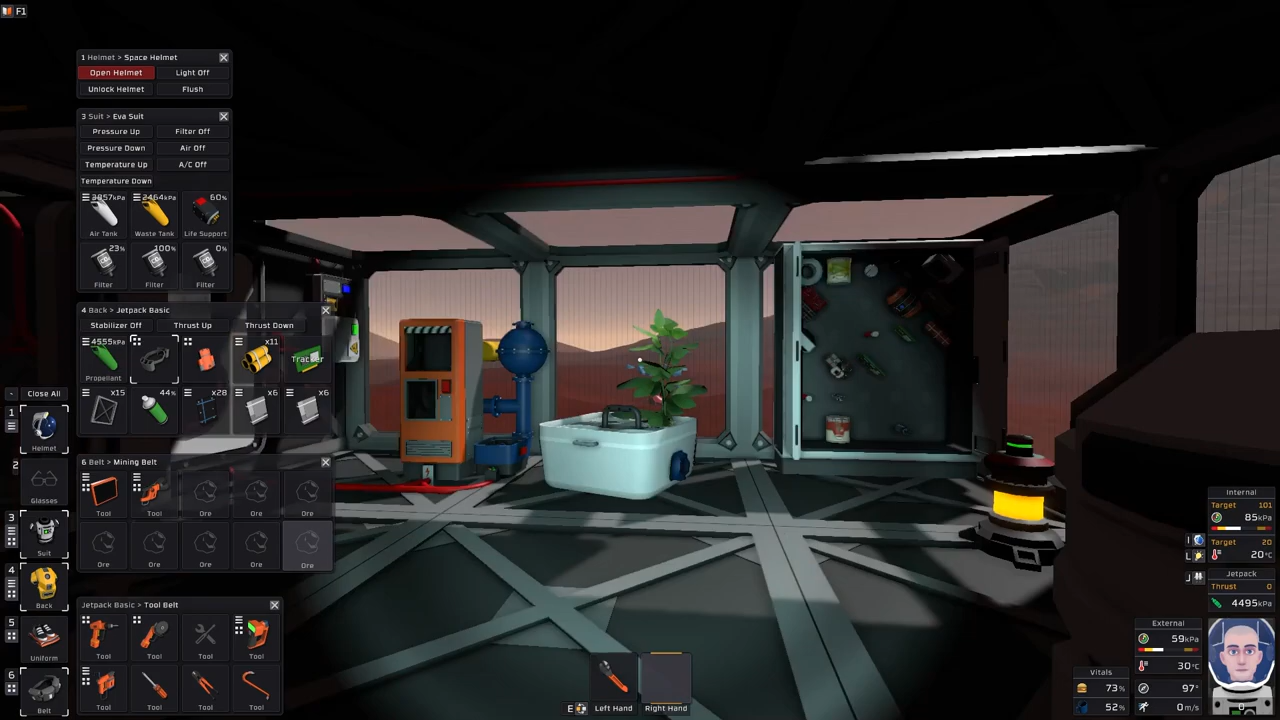 F1
1 Helmet > Space Helmet
Open Helmet Light Off
Unlock Helmet Flush
3 Suit > Eva Suit
Pressure Up Filter Off
Pressure Down Air Off
Temperature Up A/C Off
Temperature Down
3957kPa 2464kPa 60%
Air Tank Waste Tank Life Support
23% 100% 0%
Filter Filter Filter
4 Back > Jetpack Basic
Stabilizer Off Thrust Up Thrust Down
4555kPa x11
Tracker
Propellant
x15 44% x28 x6 x6
- Close All
1
Helmet
2
Glasses
3
Suit
4
Back
5
Uniform
6
Belt
6 Belt > Mining Belt
Tool Tool Ore Ore Ore
Ore Ore Ore Ore Ore
Jetpack Basic > Tool Belt
Tool Tool Tool Tool
Tool Tool Tool Tool
E Left Hand Right Hand
Internal
Target 101
85kPa
Target 20
I
L 20°C
Jetpack
J Thrust 0
4495kPa
External
59kPa
30°C
97°
0m/s
Vitals
73%
52%
0